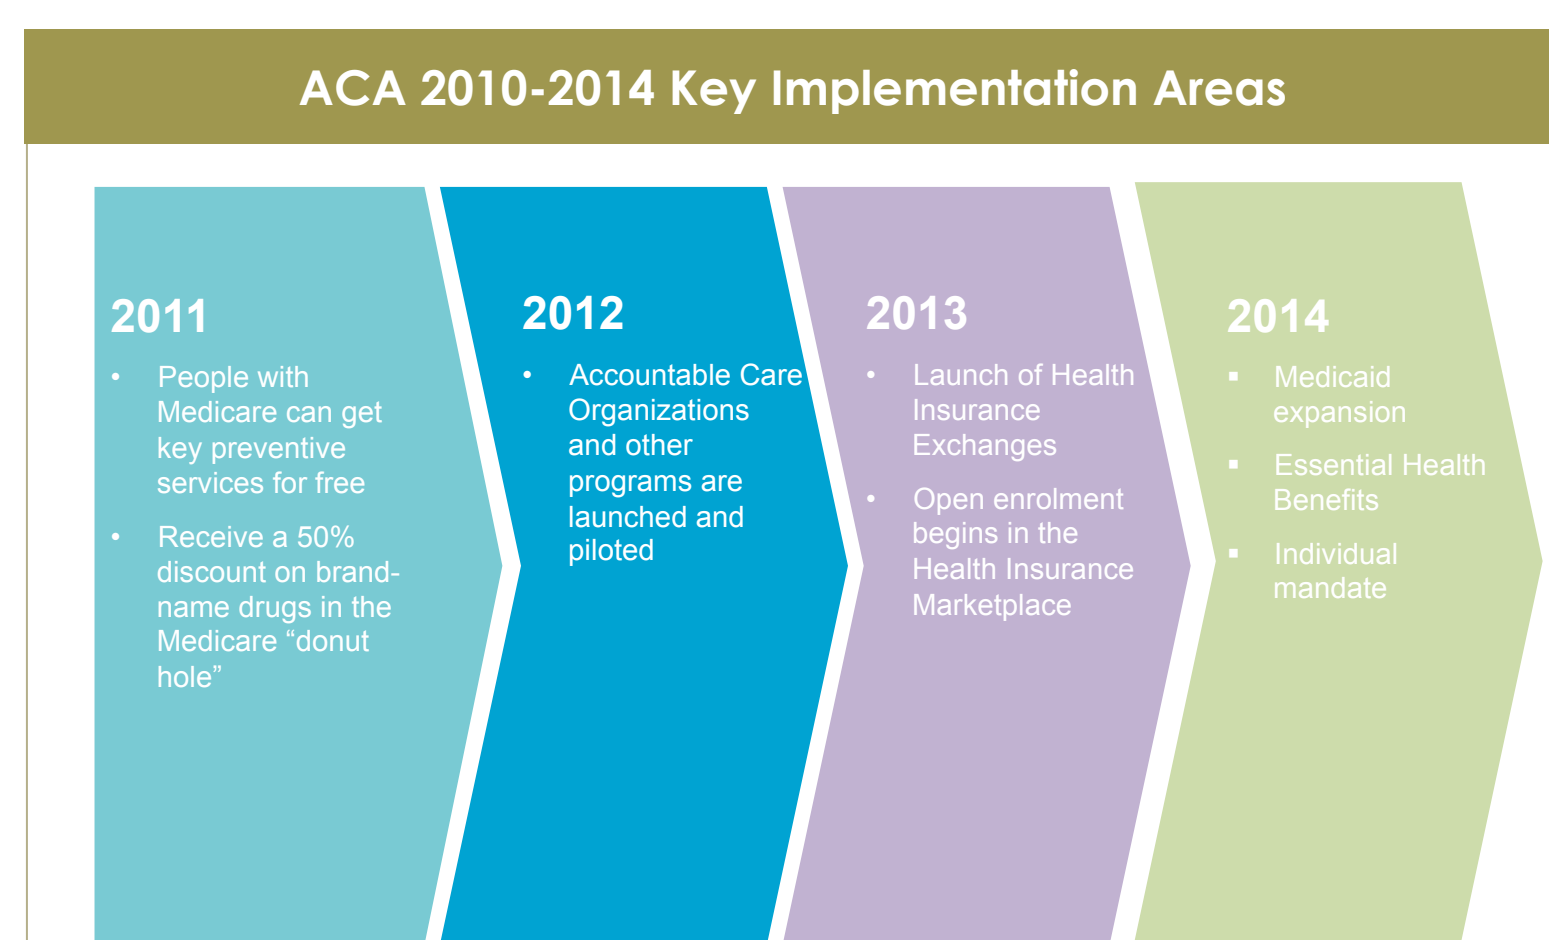 ACA 2010-2014 Key Implementation Areas
2011
• People with
Medicare can get
key preventive
services for free
• Receive a 50%
discount on brand-
name drugs in the
Medicare “donut
hole”
2012
• Accountable Care
Organizations
and other
programs are
launched and
piloted
2013
• Launch of Health
Insurance
Exchanges
• Open enrolment
begins in the
Health Insurance
Marketplace
2014
▪ Medicaid
expansion
▪ Essential Health
Benefits
▪ Individual
mandate